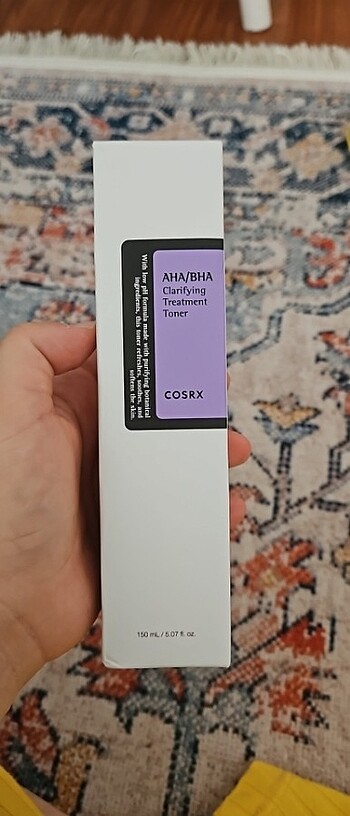 AHA/BHA
Clarifying
Treatment
Toner
COSRX
With low pH formula made with purifying botanical
ingredients, this toner refreshes, soothes, and
softens the skin.
150 mL / 5.07 fl. oz.